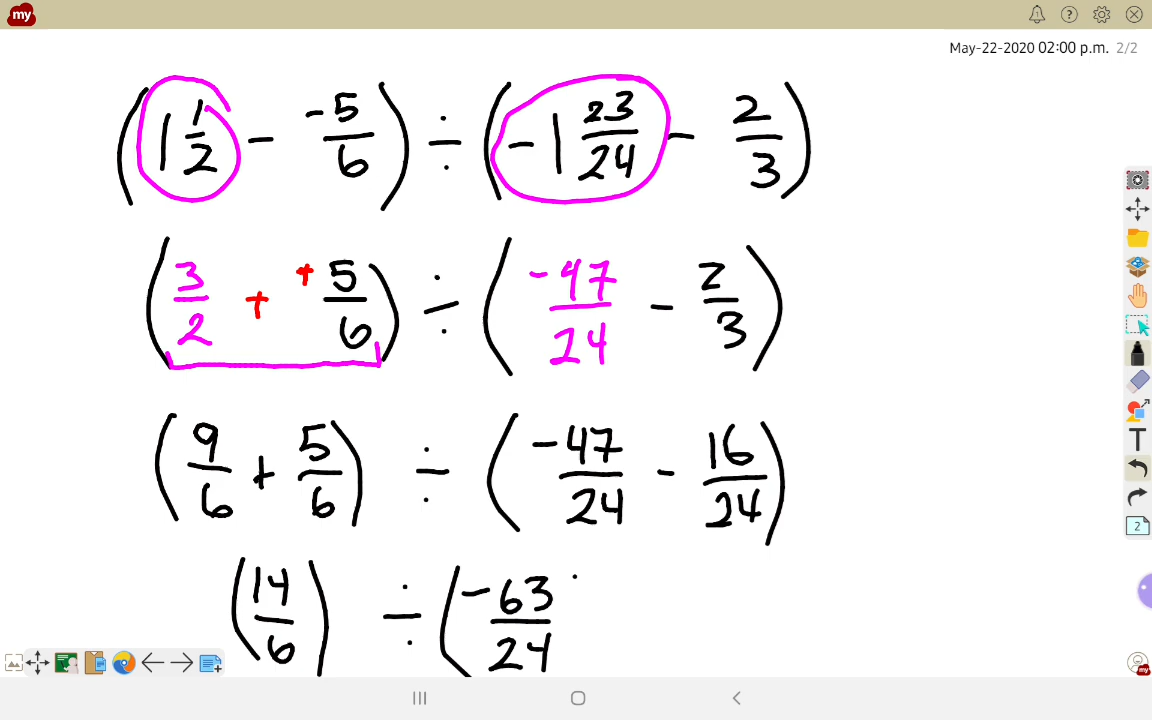 my
May-22-2020 02:00 p.m. 2/2
(1 1/2 - -5/6) ÷ (-1 23/24 - 2/3)
(3/2 + +5/6) ÷ (-47/24 - 2/3)
(9/6 + 5/6) ÷ (-47/24 - 16/24)
(14/6) ÷ (-63/24
T
2
my